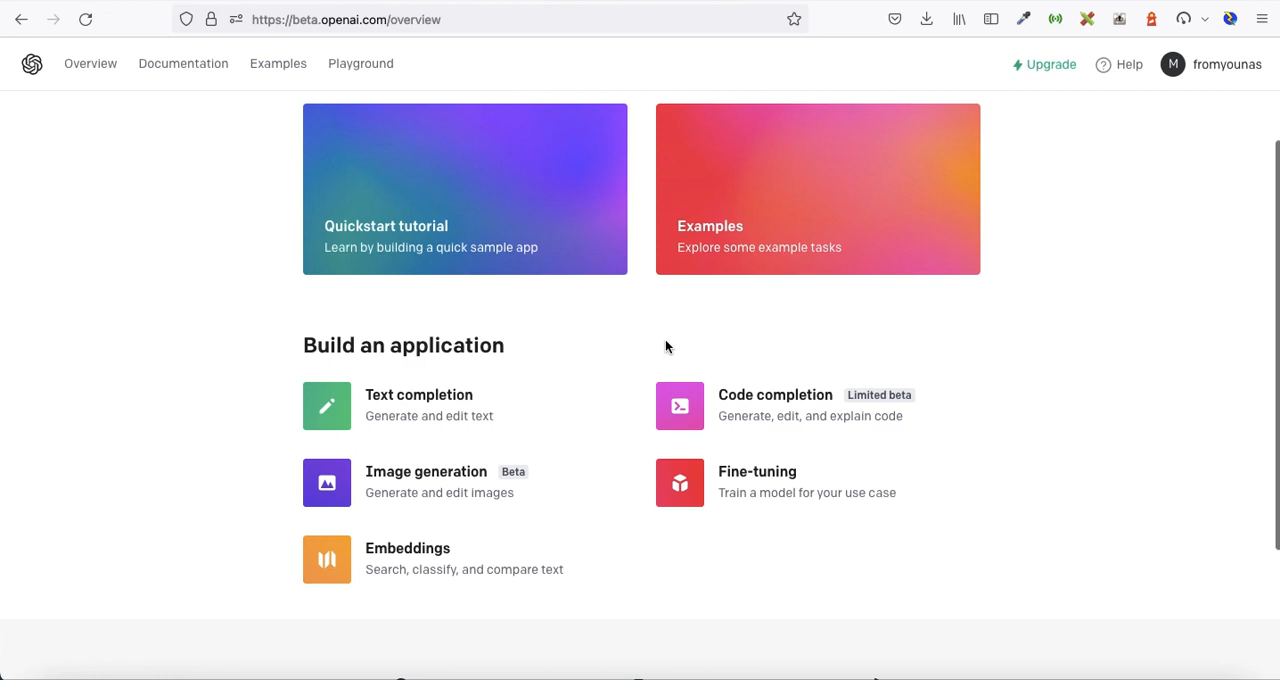 https://beta.openai.com/overview
Overview Documentation Examples Playground Upgrade Help M fromyounas
Quickstart tutorial
Learn by building a quick sample app
Examples
Explore some example tasks
Build an application
Text completion
Generate and edit text
Code completion Limited beta
Generate, edit, and explain code
Image generation Beta
Generate and edit images
Fine-tuning
Train a model for your use case
Embeddings
Search, classify, and compare text